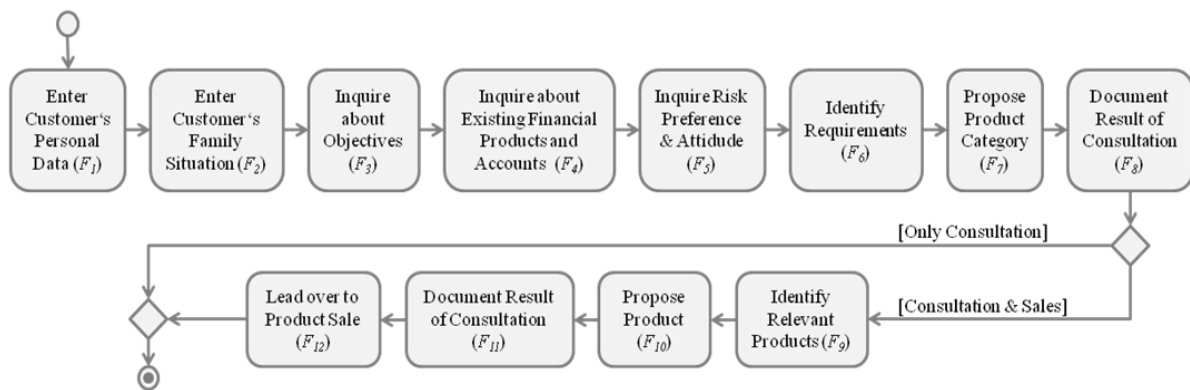 Enter
Customer‘s
Personal
Data (F1)
Enter
Customer‘s
Family
Situation (F2)
Inquire
about
Objectives
(F3)
Inquire about
Existing Financial
Products and
Accounts (F4)
Inquire Risk
Preference
& Attidude
(F5)
Identify
Requirements
(F6)
Propose
Product
Category
(F7)
Document
Result of
Consultation
(F8)
[Only Consultation]
Lead over to
Product Sale
(F12)
Document Result
of Consultation
(F11)
Propose
Product
(F10)
Identify
Relevant
Products (F9)
[Consultation & Sales]